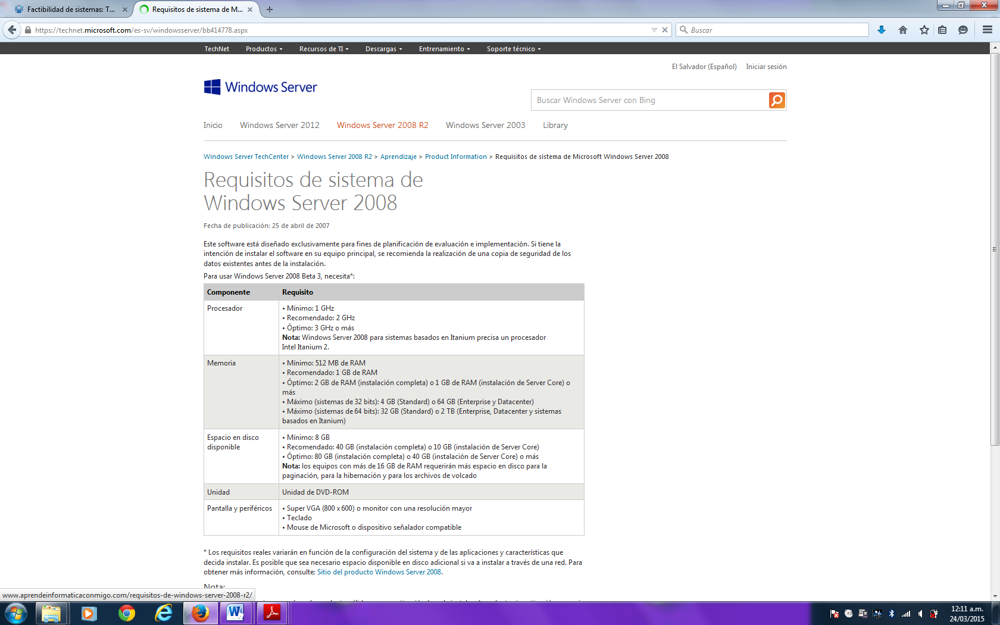 Factibilidad de sistemas: T...
Requisitos de sistema de M...
https://technet.microsoft.com/es-sv/windowsserver/bb414778.aspx
Buscar
TechNet Productos Recursos de TI Descargas Entrenamiento Soporte técnico
El Salvador (Español) Iniciar sesión
Windows Server
Buscar Windows Server con Bing
Inicio Windows Server 2012 Windows Server 2008 R2 Windows Server 2003 Library
Windows Server TechCenter > Windows Server 2008 R2 > Aprendizaje > Product Information > Requisitos de sistema de Microsoft Windows Server 2008
Requisitos de sistema de
Windows Server 2008
Fecha de publicación: 25 de abril de 2007
Este software está diseñado exclusivamente para fines de planificación de evaluación e implementación. Si tiene la
intención de instalar el software en su equipo principal, se recomienda la realización de una copia de seguridad de los
datos existentes antes de la instalación.
Para usar Windows Server 2008 Beta 3, necesita*:
Componente Requisito
Procesador
• Mínimo: 1 GHz
• Recomendado: 2 GHz
• Óptimo: 3 GHz o más
Nota: Windows Server 2008 para sistemas basados en Itanium precisa un procesador
Intel Itanium 2.
Memoria
• Mínimo: 512 MB de RAM
• Recomendado: 1 GB de RAM
• Óptimo: 2 GB de RAM (instalación completa) o 1 GB de RAM (instalación de Server Core) o
más
• Máximo (sistemas de 32 bits): 4 GB (Standard) o 64 GB (Enterprise y Datacenter)
• Máximo (sistemas de 64 bits): 32 GB (Standard) o 2 TB (Enterprise, Datacenter y sistemas
basados en Itanium)
Espacio en disco
disponible
• Mínimo: 8 GB
• Recomendado: 40 GB (instalación completa) o 10 GB (instalación de Server Core)
• Óptimo: 80 GB (instalación completa) o 40 GB (instalación de Server Core) o más
Nota: los equipos con más de 16 GB de RAM requerirán más espacio en disco para la
paginación, para la hibernación y para los archivos de volcado
Unidad
Unidad de DVD-ROM
Pantalla y periféricos
• Super VGA (800 x 600) o monitor con una resolución mayor
• Teclado
• Mouse de Microsoft o dispositivo señalador compatible
* Los requisitos reales variarán en función de la configuración del sistema y de las aplicaciones y características que
decida instalar. Es posible que sea necesario espacio disponible en disco adicional si va a instalar a través de una red. Para
obtener más información, consulte: Sitio del producto Windows Server 2008.
Nota:
www.aprendeinformaticaconmigo.com/requisitos-de-windows-server-2008-r2/
12:11 a.m.
24/03/2015